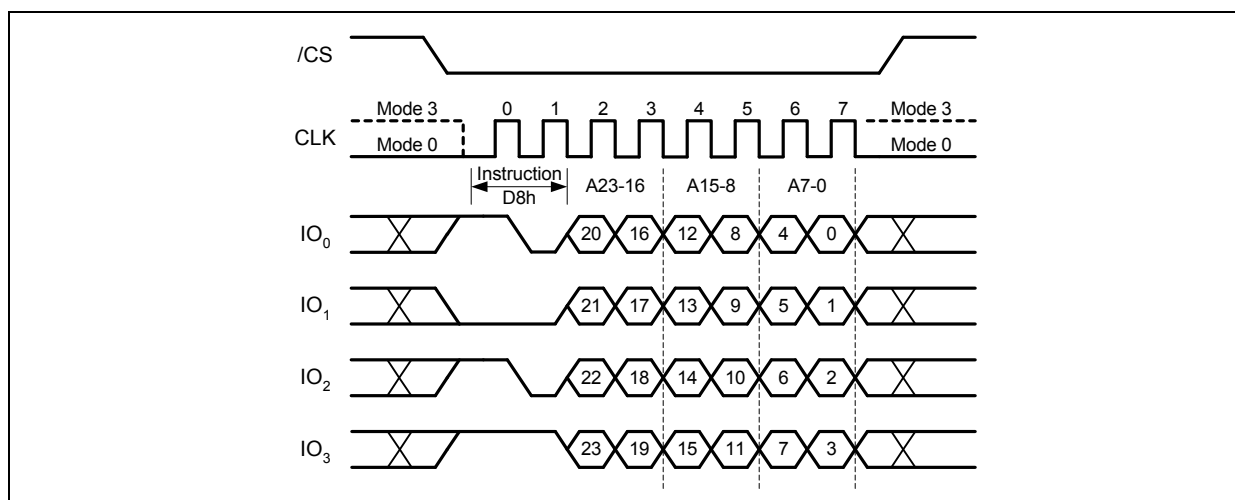 /CS
Mode 3 0 1 2 3 4 5 6 7 Mode 3
CLK
Mode 0 Mode 0
Instruction
D8h
A23-16 A15-8 A7-0
IO0 20 16 12 8 4 0
IO1 21 17 13 9 5 1
IO2 22 18 14 10 6 2
IO3 23 19 15 11 7 3